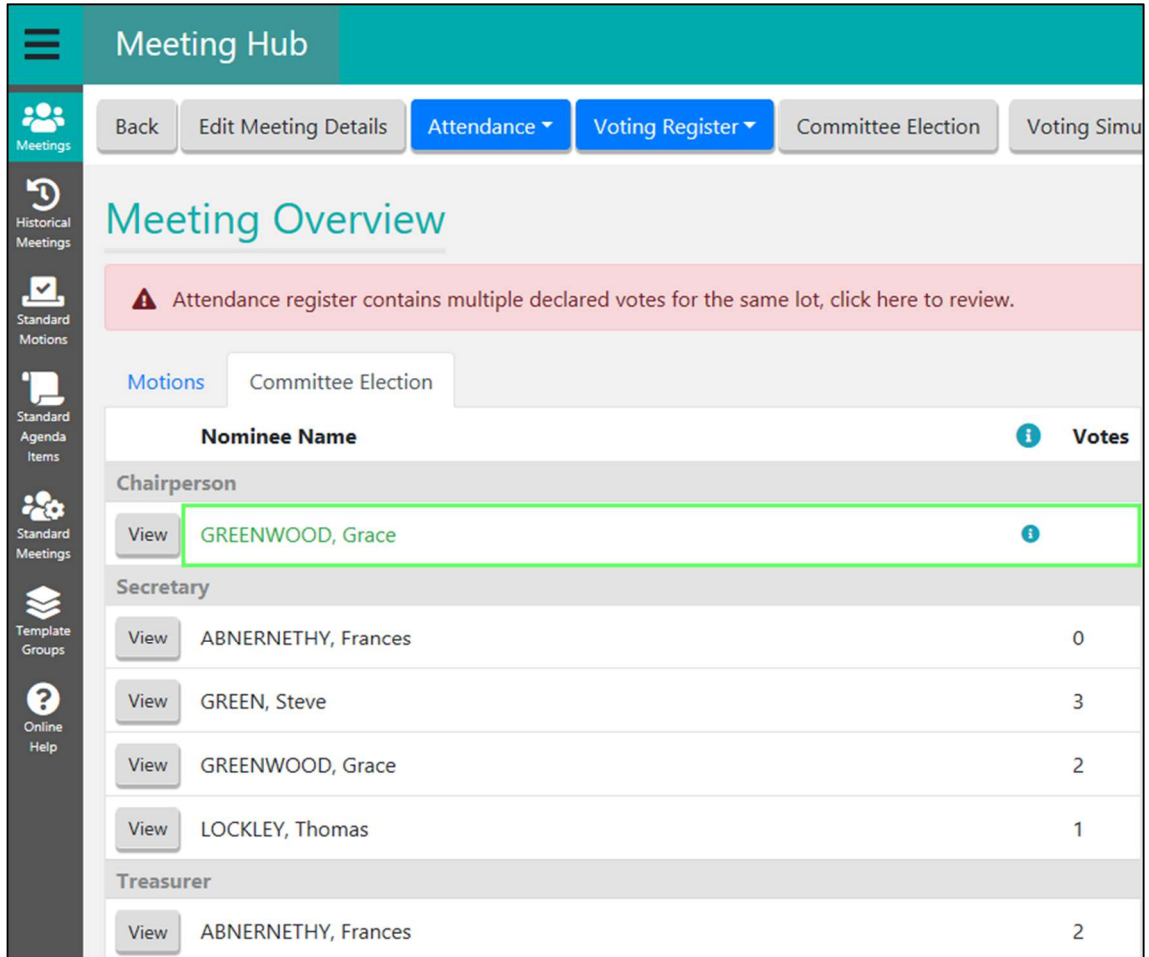 Meeting Hub
Meetings
Historical
Meetings
Standard
Motions
Standard
Agenda
Items
Standard
Meetings
Template
Groups
Online
Help
Back Edit Meeting Details Attendance Voting Register Committee Election Voting Simu
Meeting Overview
Attendance register contains multiple declared votes for the same lot, click here to review.
Motions Committee Election
Nominee Name Votes
Chairperson
View GREENWOOD, Grace
Secretary
View ABNERNETHY, Frances 0
View GREEN, Steve 3
View GREENWOOD, Grace 2
View LOCKLEY, Thomas 1
Treasurer
View ABNERNETHY, Frances 2